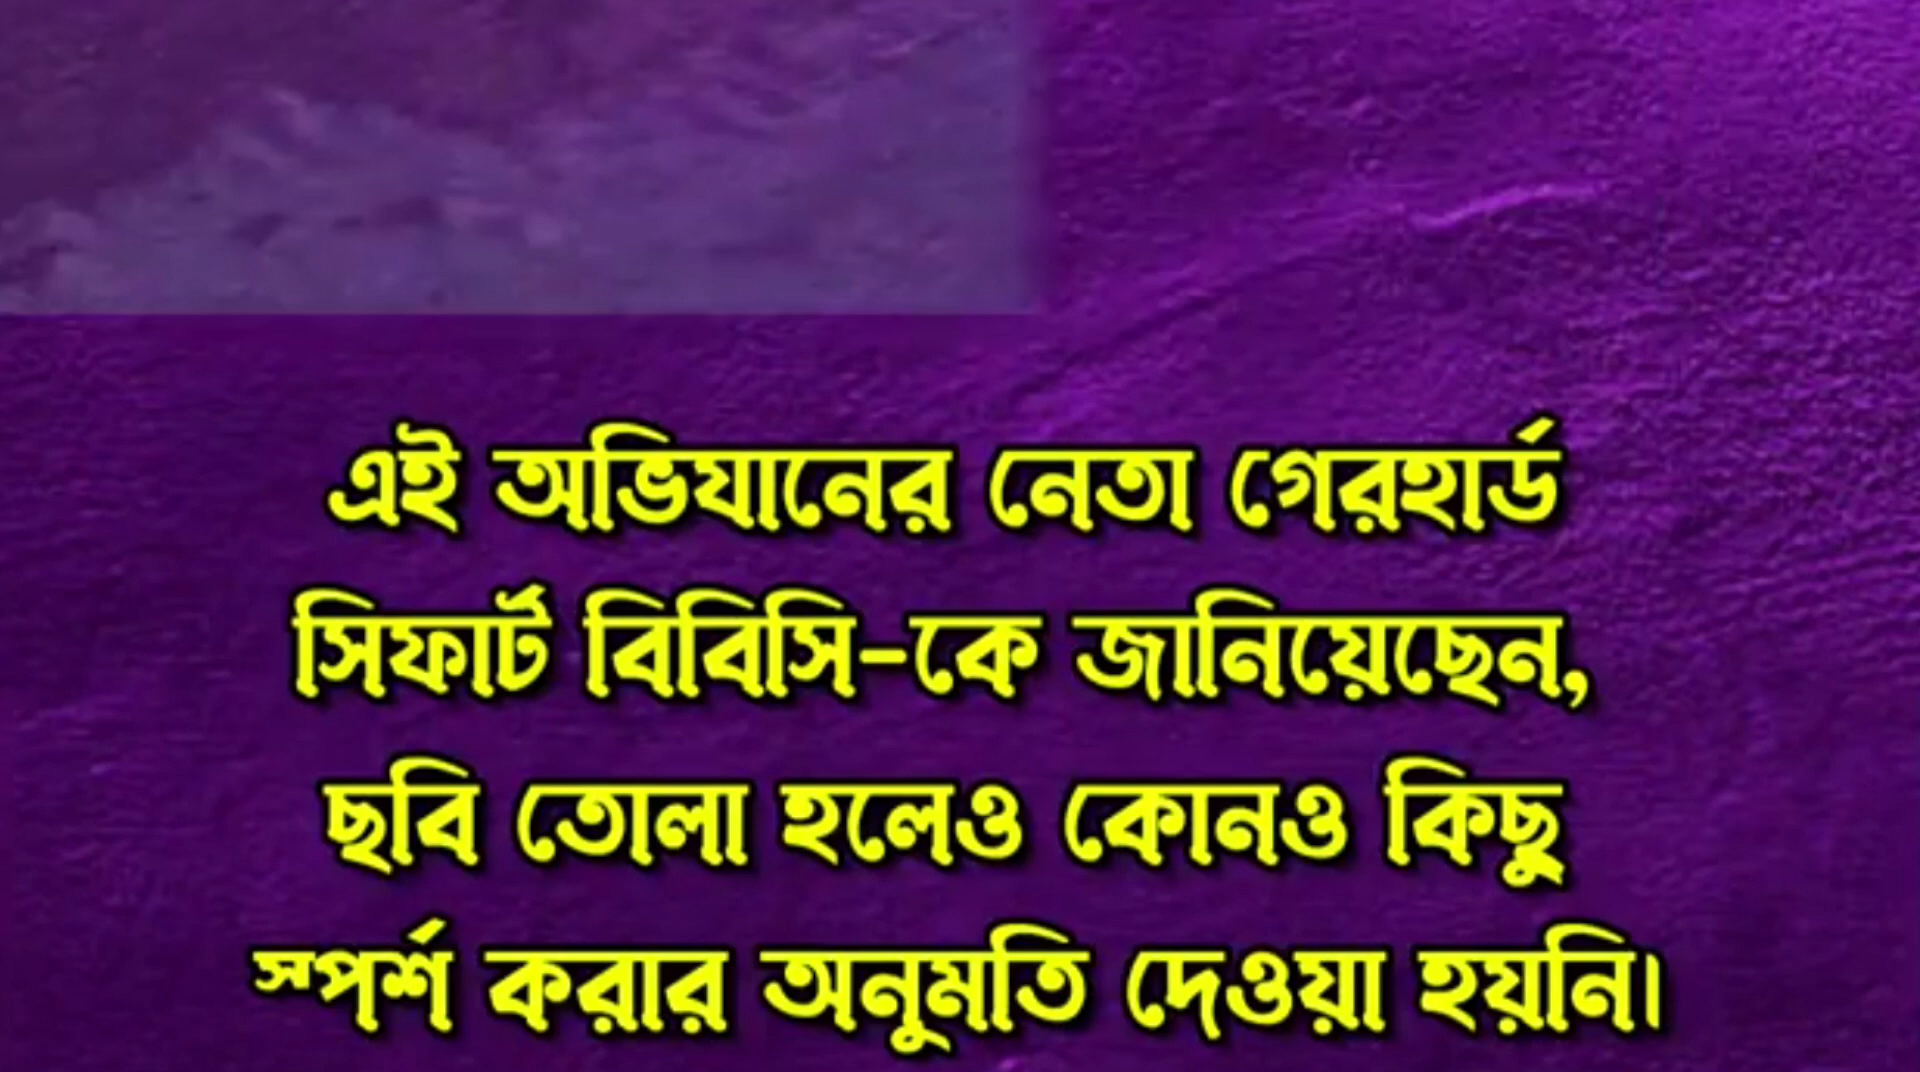 এই অভিযানের নেতা গেরহার্ড
সিফার্ট বিবিসি-কে জানিয়েছেন,
ছবি তোলা হলেও কোনও কিছু
স্পর্শ করার অনুমতি দেওয়া হয়নি।